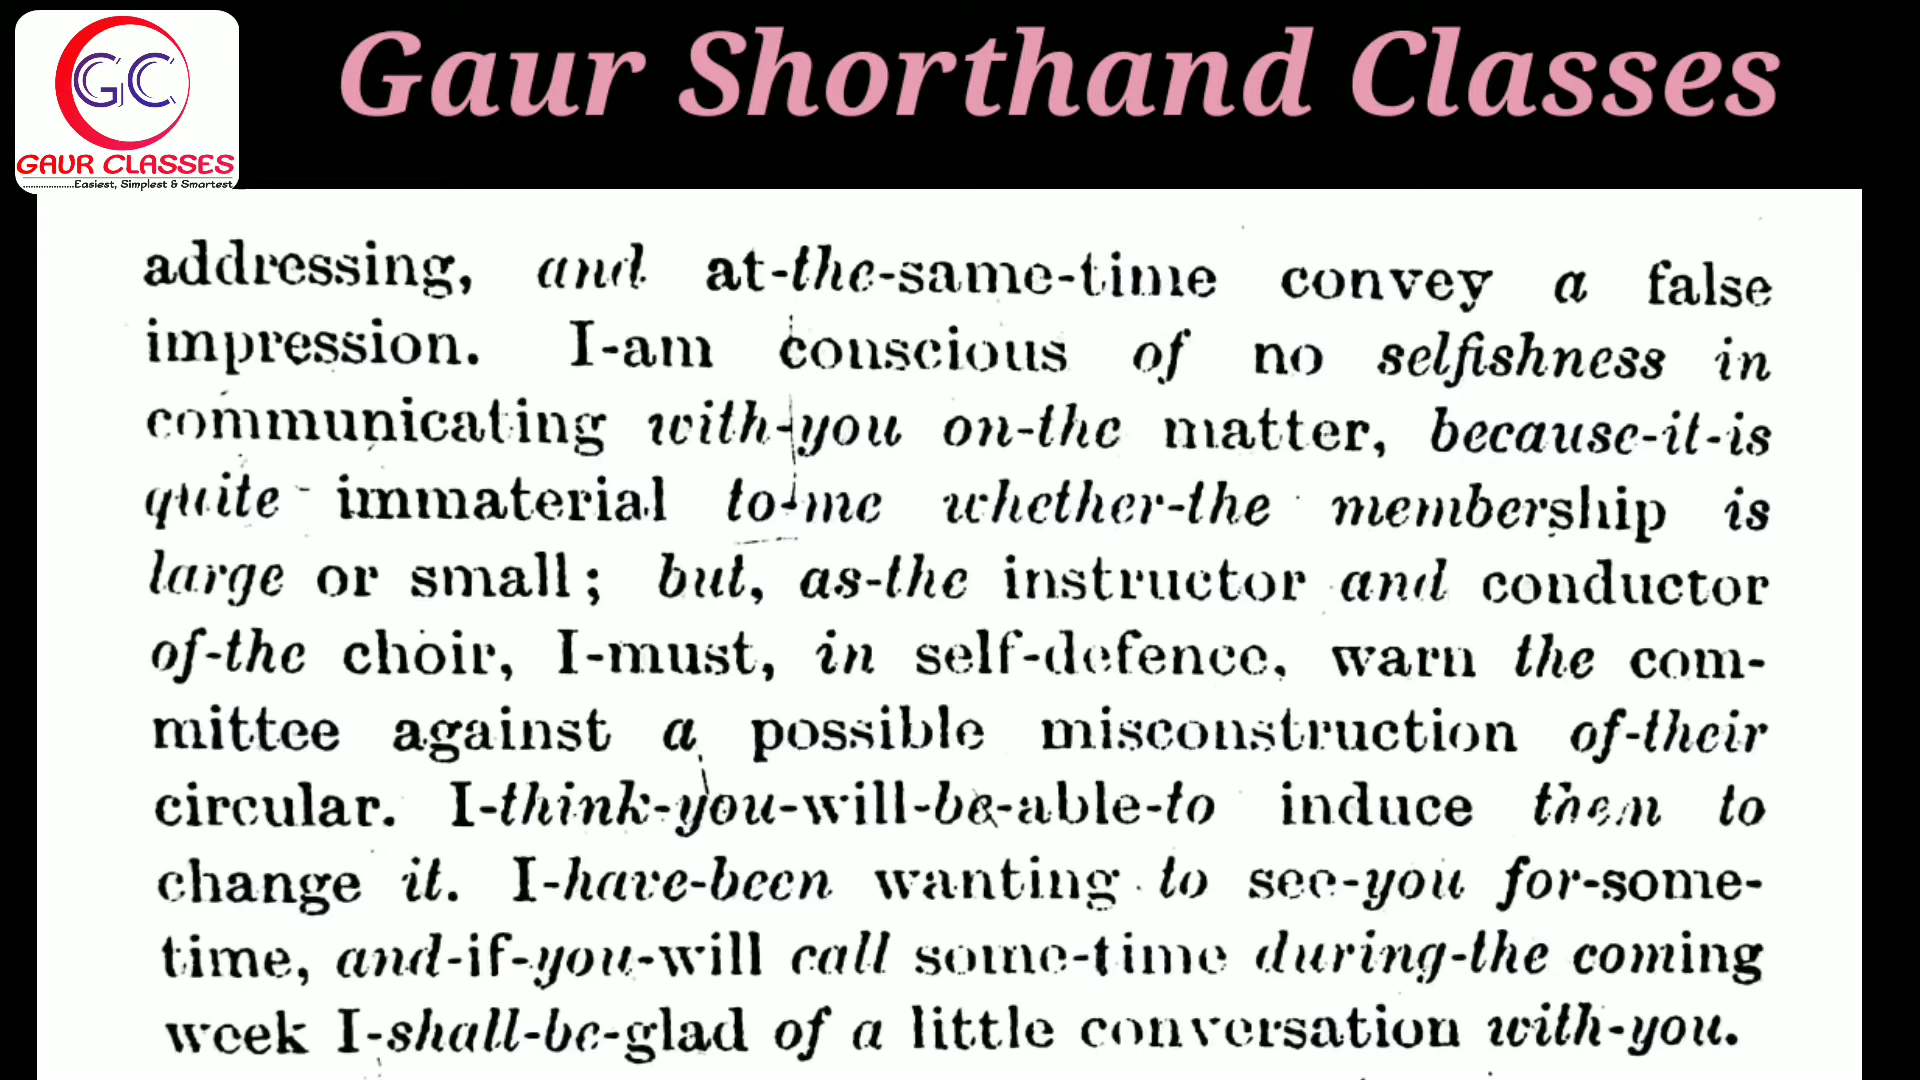 GC
GAUR CLASSES
Easiest, Simplest & Smartest
Gaur Shorthand Classes
addressing, and at-the-same-time convey a false
impression. I-am conscious of no selfishness in
communicating with-you on-the matter, because-it-is
quite immaterial to-me whether-the membership is
large or small; but, as-the instructor and conductor
of-the choir, I-must, in self-defence, warn the com-
mittee against a possible misconstruction of-their
circular. I-think-you-will-be-able-to induce them to
change it. I-have-been wanting to see-you for-some-
time, and-if-you-will call some-time during-the coming
week I-shall-be-glad of a little conversation with-you.